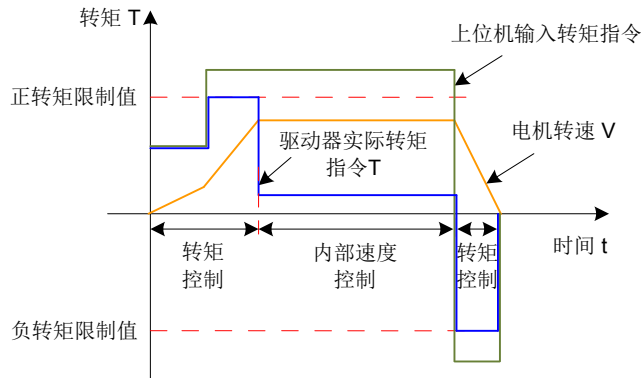 转矩 T
上位机输入转矩指令
正转矩限制值
电机转速 V
驱动器实际转矩
指令T
转矩
控制
内部速度
控制
转矩
控制
时间 t
负转矩限制值